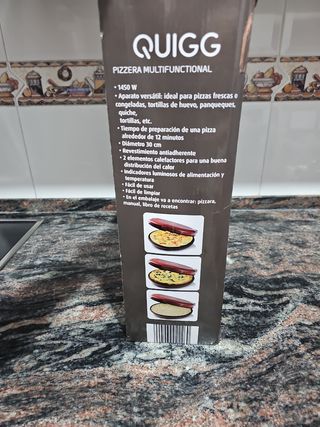 QUIGG
PIZZERA MULTIFUNCTIONAL
• 1450 W
• Aparato versátil: ideal para pizzas frescas o
congeladas, tortillas de huevo, panqueques,
quiche,
tortillas, etc.
• Tiempo de preparación de una pizza
alrededor de 12 minutos
• Diámetro 30 cm
• Revestimiento antiadherente
• 2 elementos calefactores para una buena
distribución del calor
• Indicadores luminosos de alimentación y
temperatura
• Fácil de usar
• Fácil de limpiar
• En el embalaje va a encontrar: pizzara,
manual, libro de recetas